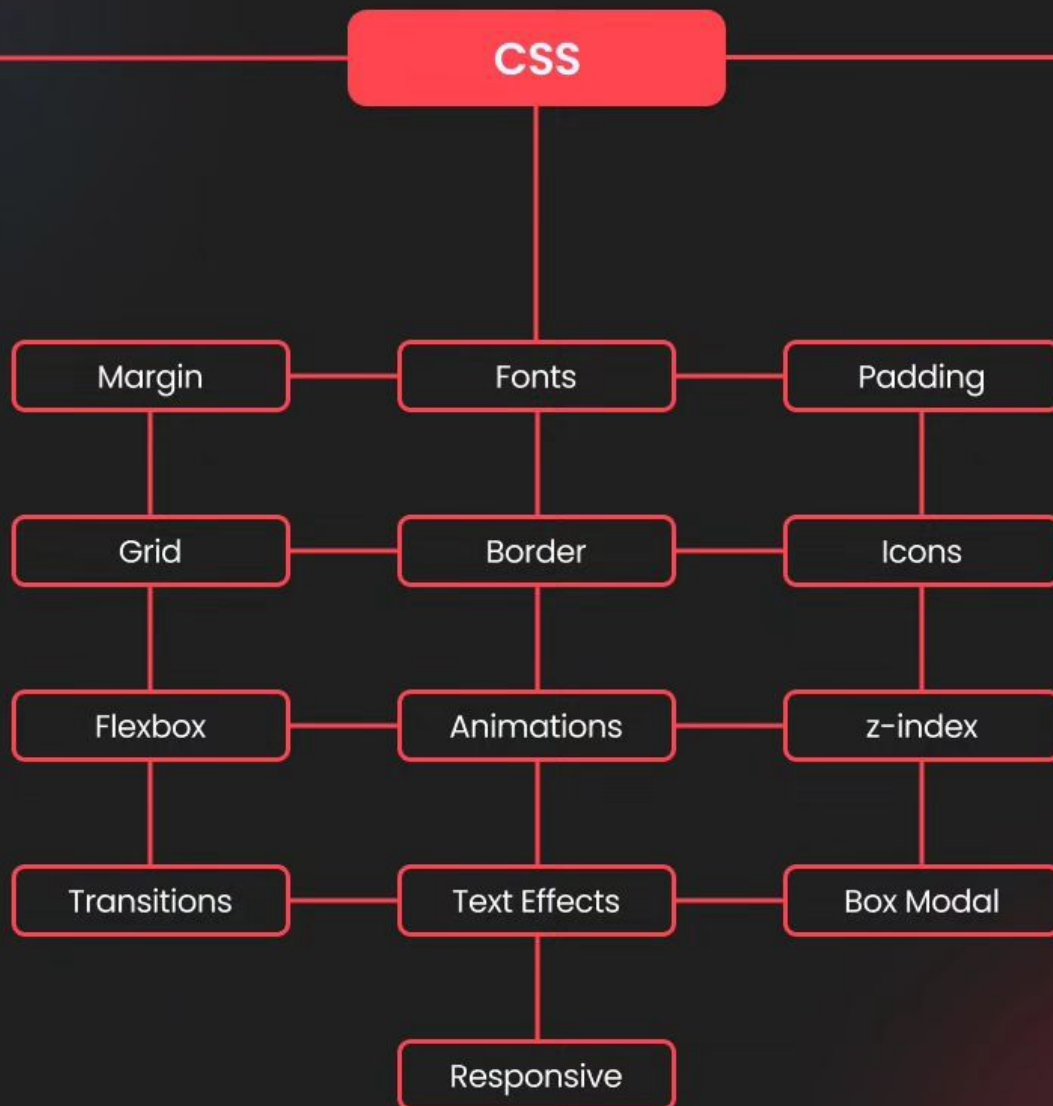 CSS
Margin
Fonts
Padding
Grid
Border
Icons
Flexbox
Animations
z-index
Transitions
Text Effects
Box Modal
Responsive